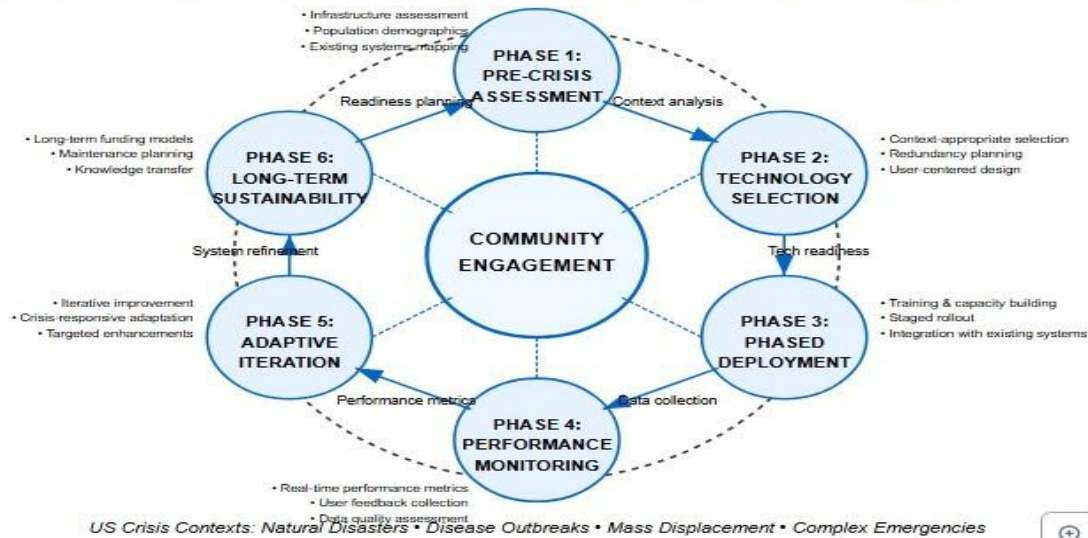 • Infrastructure assessment
• Population demographics
• Existing systems mapping
PHASE 1:
PRE-CRISIS
ASSESSMENT
Readiness planning
Context analysis
• Long-term funding models
• Maintenance planning
• Knowledge transfer
PHASE 6:
LONG-TERM
SUSTAINABILITY
PHASE 2:
TECHNOLOGY
SELECTION
• Context-appropriate selection
• Redundancy planning
• User-centered design
COMMUNITY
ENGAGEMENT
System refinement
Tech readiness
• Iterative improvement
• Crisis-responsive adaptation
• Targeted enhancements
PHASE 5:
ADAPTIVE
ITERATION
PHASE 3:
PHASED
DEPLOYMENT
• Training & capacity building
• Staged rollout
• Integration with existing systems
Performance metrics
Data collection
PHASE 4:
PERFORMANCE
MONITORING
• Real-time performance metrics
• User feedback collection
• Data quality assessment
US Crisis Contexts: Natural Disasters • Disease Outbreaks • Mass Displacement • Complex Emergencies